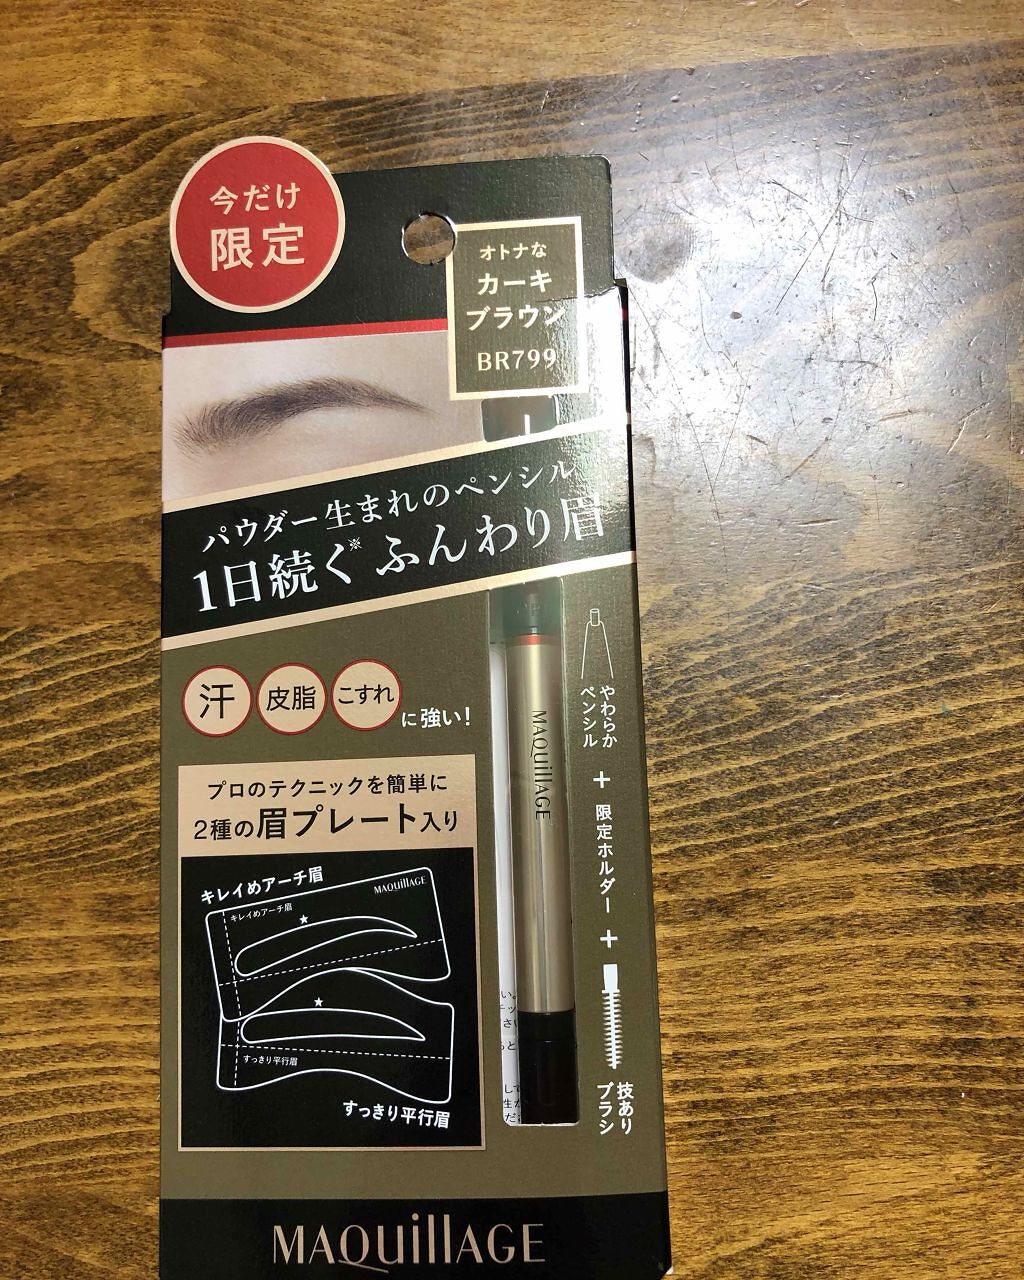 今だけ
限定
オトナな
カーキ
ブラウン
BR799
パウダー生まれのペンシル
1日続く※ふんわり眉
汗 皮脂 こすれ に強い!
プロのテクニックを簡単に
2種の眉プレート入り
キレイめアーチ眉
MAQuillAGE
キレイめアーチ眉
★
★
すっきり平行眉
すっきり平行眉
MAQuillAGE
やわらか
ペンシル
+
限定ホルダー
+
技あり
ブラシ
MAQuillAGE